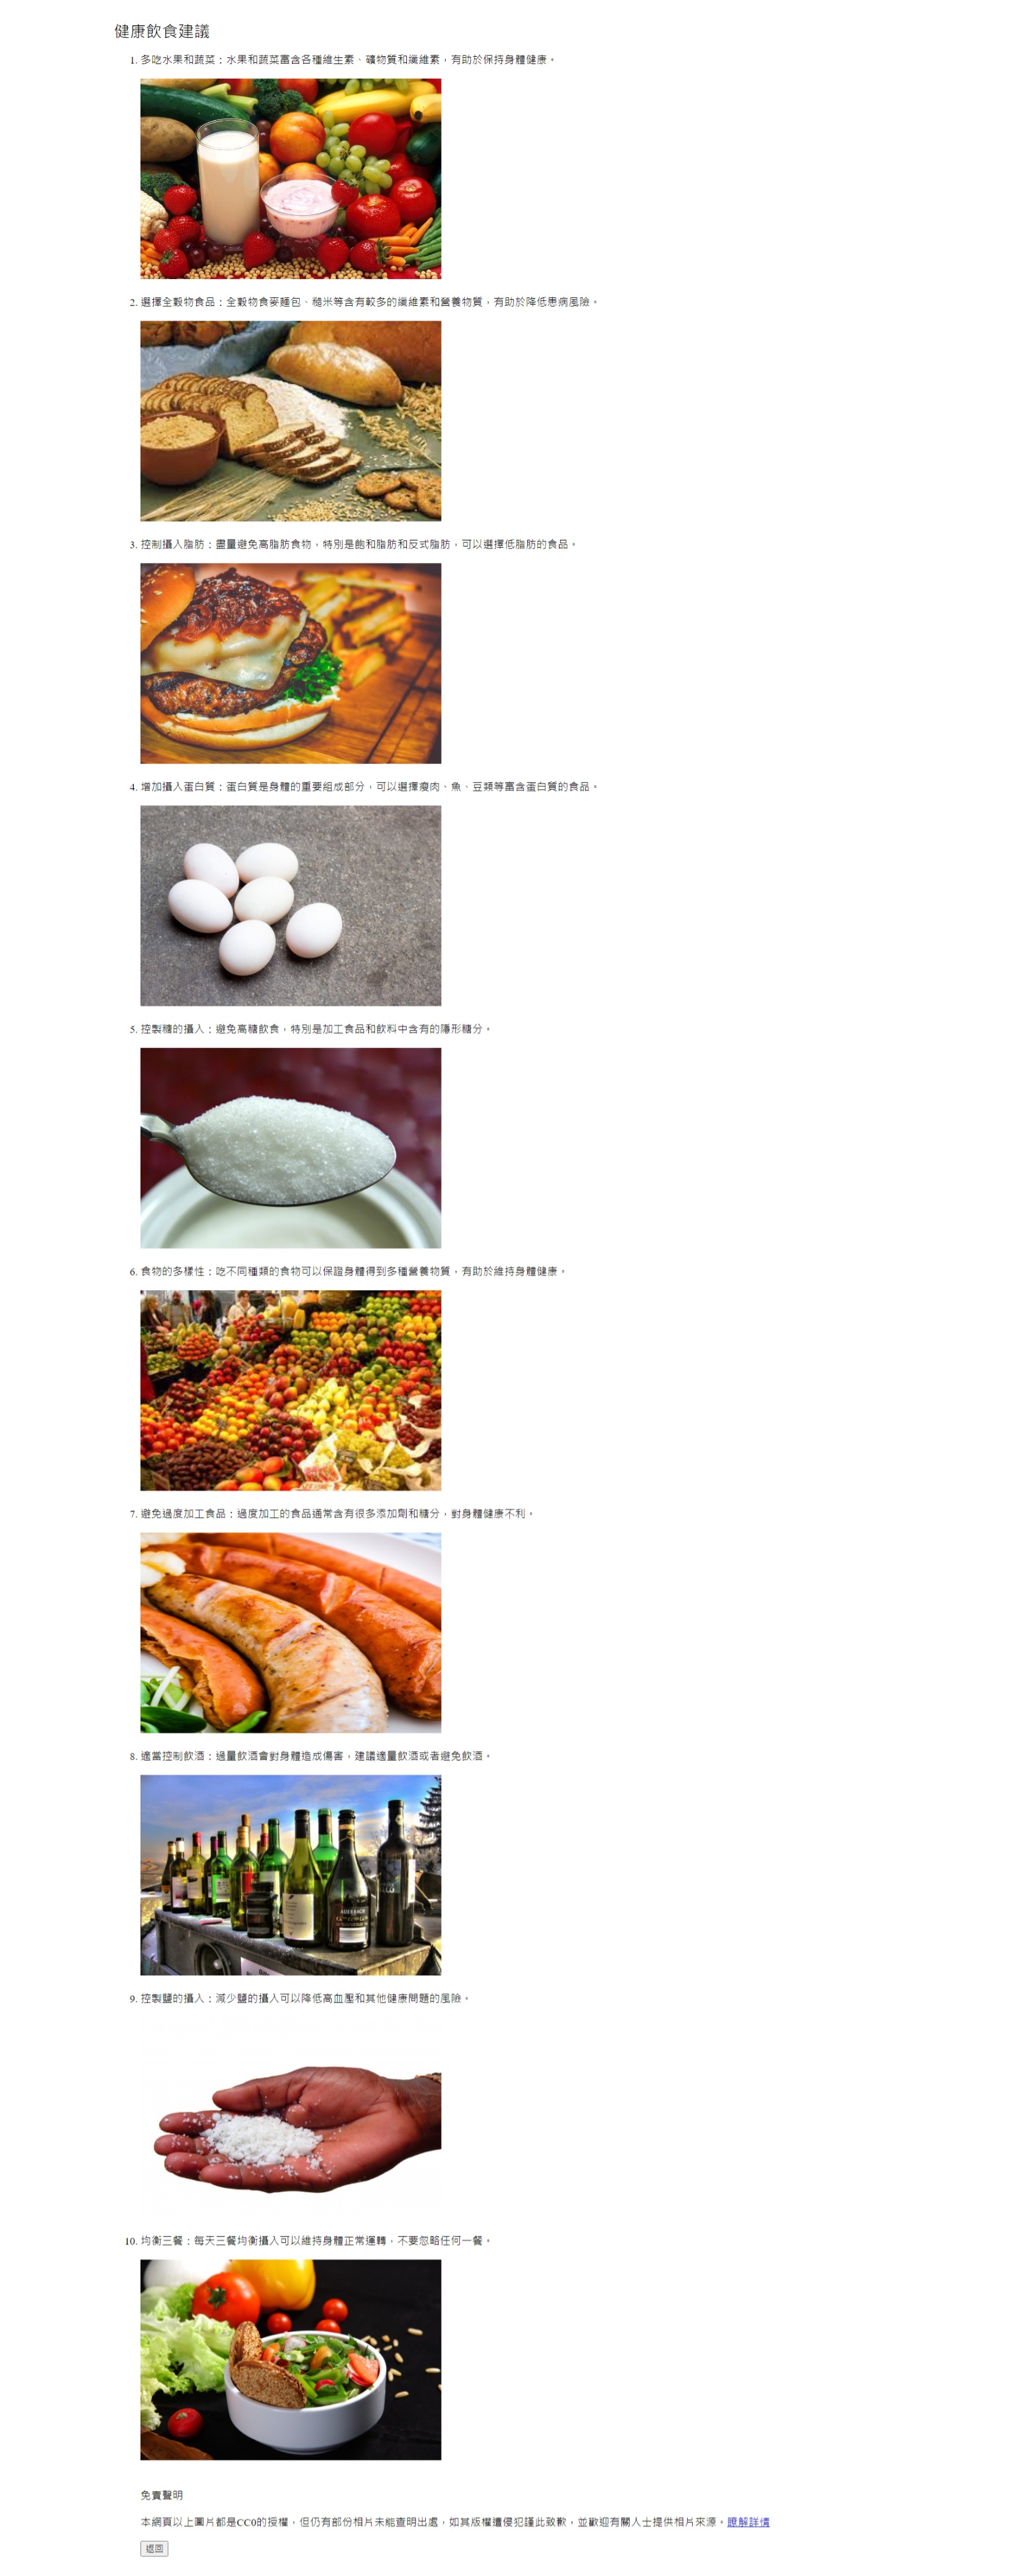 健康飲食建議
1. 多吃水果和蔬菜：水果和蔬菜富含各種維生素、礦物質和纖維素，有助於保持身體健康。
2. 選擇全穀物食品：全穀物食麥麵包、糙米等含有較多的纖維素和營養物質，有助於降低患病風險。
3. 控制攝入脂肪：盡量避免高脂肪食物，特別是飽和脂肪和反式脂肪，可以選擇低脂肪的食品。
4. 增加攝入蛋白質：蛋白質是身體的重要組成部分，可以選擇瘦肉、魚、豆類等富含蛋白質的食品。
5. 控製糖的攝入：避免高糖飲食，特別是加工食品和飲料中含有的隱形糖分。
6. 食物的多樣性：吃不同種類的食物可以保證身體得到多種營養物質，有助於維持身體健康。
7. 避免過度加工食品：過度加工的食品通常含有很多添加劑和糖分，對身體健康不利。
8. 適當控制飲酒：過量飲酒會對身體造成傷害，建議適量飲酒或者避免飲酒。
AUERBACH
9. 控製鹽的攝入：減少鹽的攝入可以降低高血壓和其他健康問題的風險。
10. 均衡三餐：每天三餐均衡攝入可以維持身體正常運轉，不要忽略任何一餐。
免責聲明
本網頁以上圖片都是CC0的授權，但仍有部份相片未能查明出處，如其版權遭侵犯謹此致歉，並歡迎有關人士提供相片來源。瞭解詳情
返回